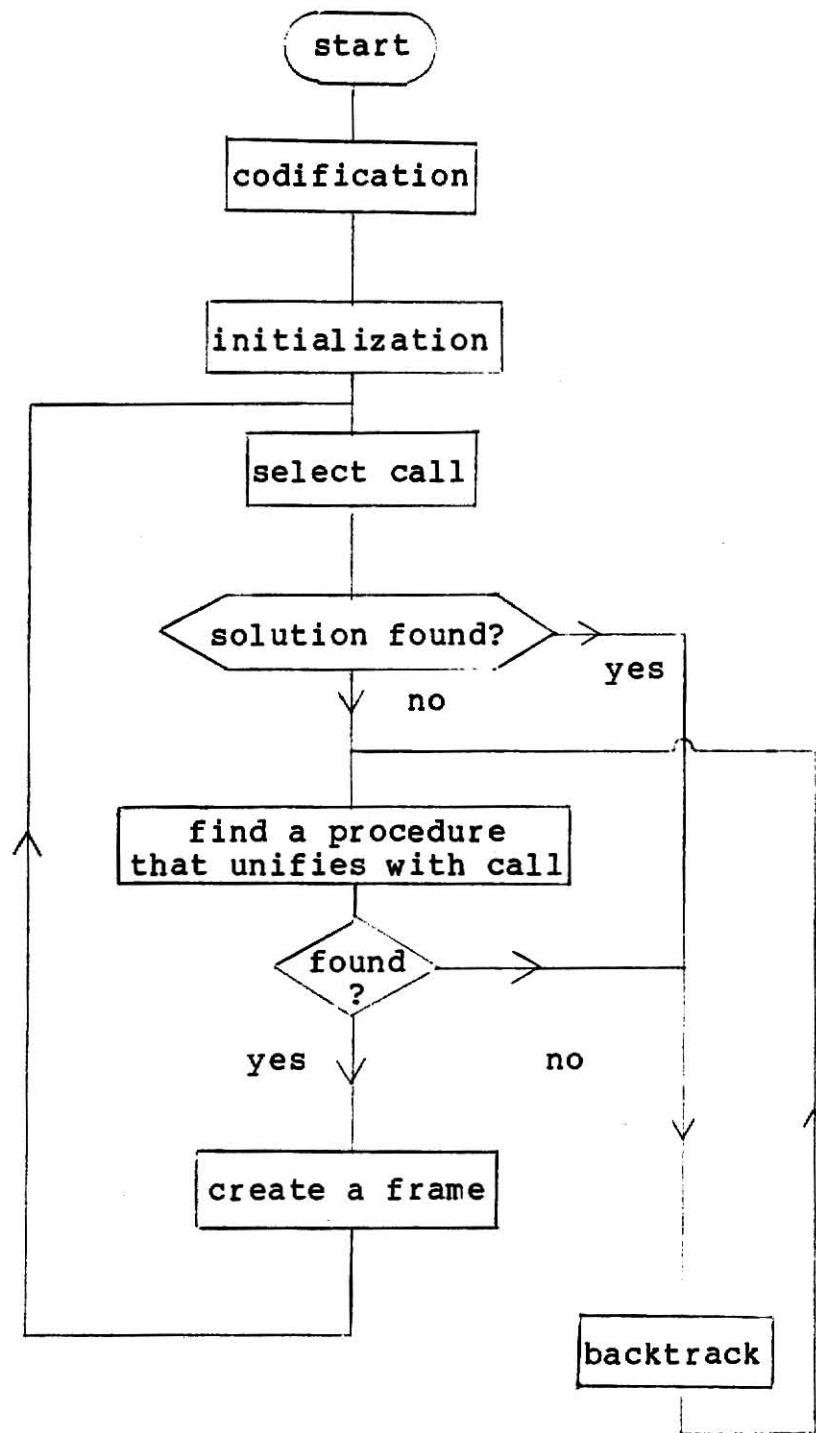 start
codification
initialization
select call
solution found?
yes
no
find a procedure
that unifies with call
found
?
yes
no
create a frame
backtrack